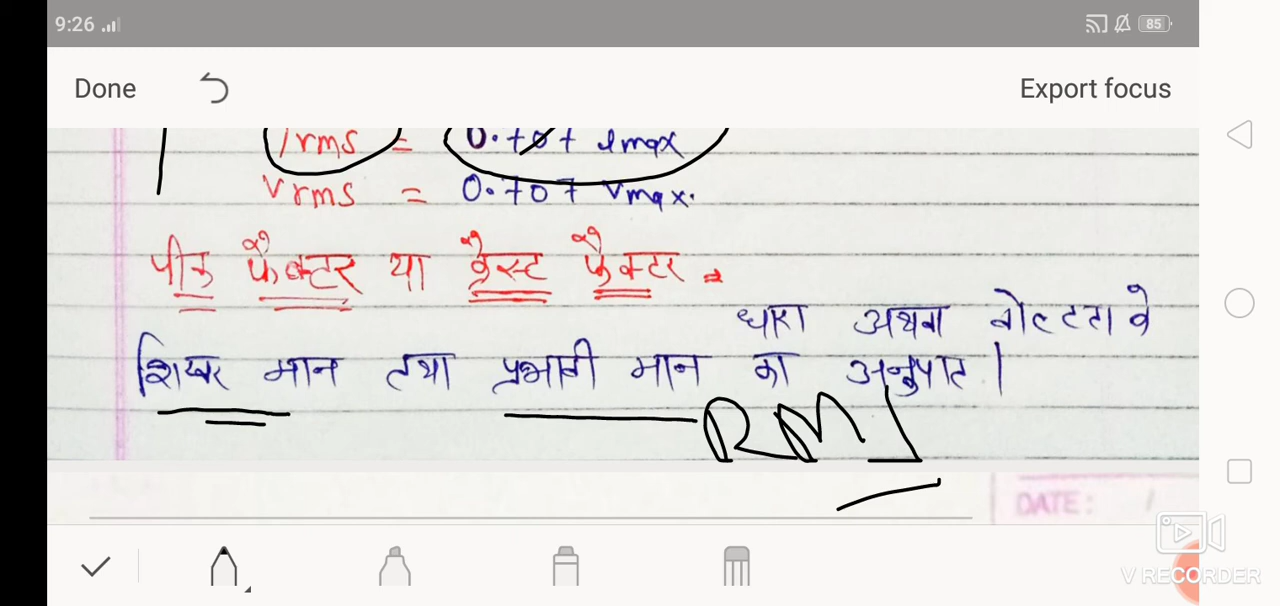 9:26
85
Done
Export focus
Irms = 0.707 Imax
Vrms = 0.707 Vmax.
पीक फैक्टर या क्रैस्ट फैक्टर =
धारा अथवा वोल्टता के
शिखर मान तथा प्रभावी मान का अनुपात।
RMS
DATE:
V RECORDER